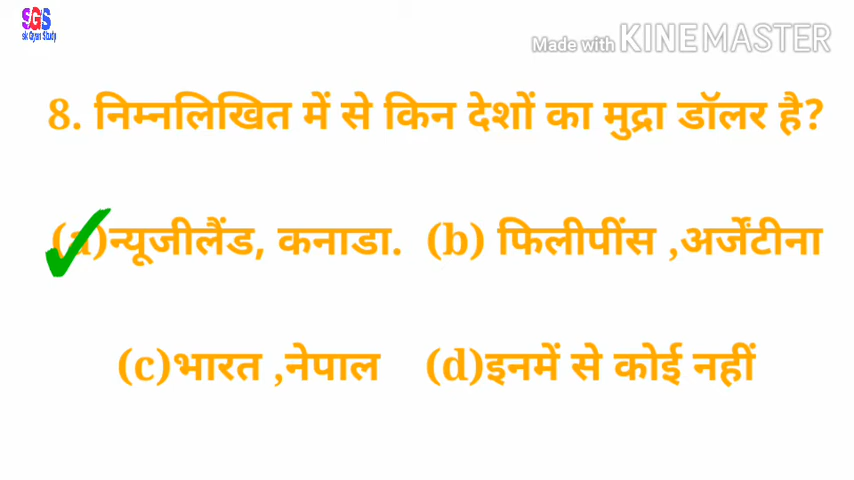 SGS
sk Gyan Study
Made with KINEMASTER
8. निम्नलिखित में से किन देशों का मुद्रा डॉलर है?
(a)न्यूजीलैंड, कनाडा. (b) फिलीपींस ,अर्जेंटीना
(c)भारत ,नेपाल (d)इनमें से कोई नहीं